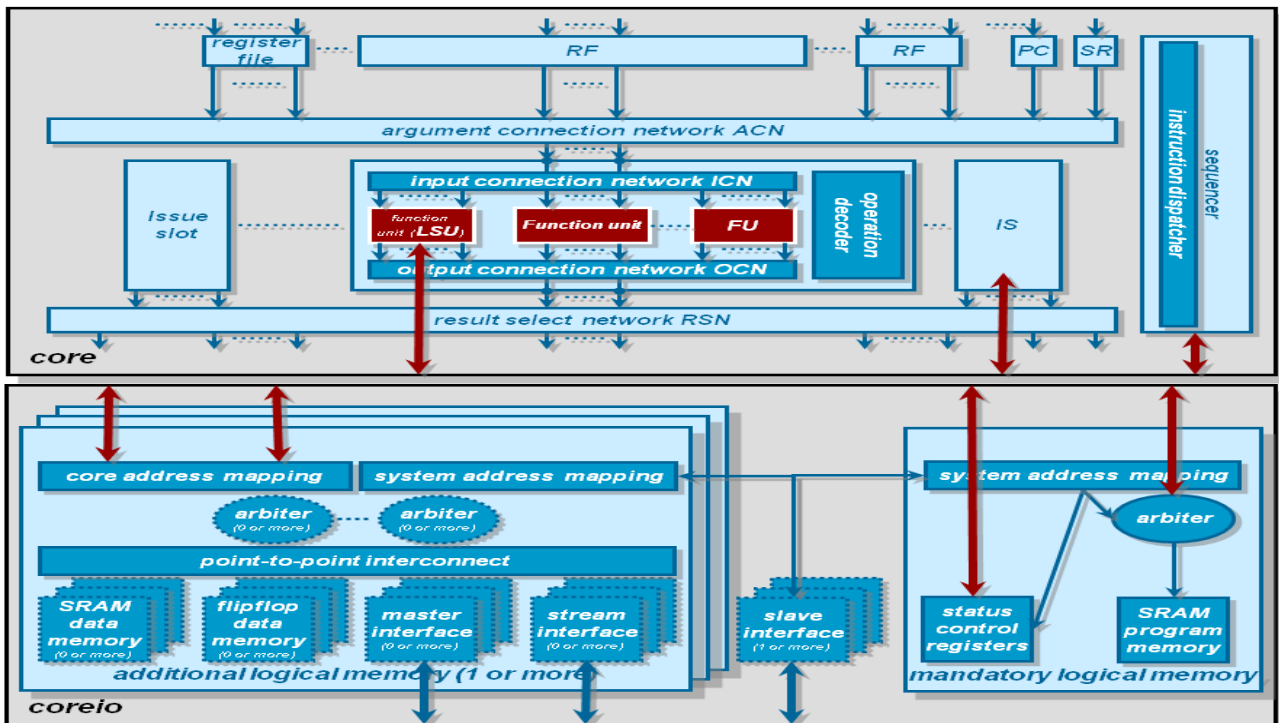 register
file
RF
RF
PC
SR
argument connection network ACN
instruction dispatcher
sequencer
Issue
slot
input connection network ICN
function
unit (LSU)
Function unit
FU
operation
decoder
output connection network OCN
IS
result select network RSN
core
core address mapping
system address mapping
system address mapping
arbiter
(0 or more)
arbiter
(0 or more)
arbiter
point-to-point interconnect
SRAM
data
memory
(0 or more)
flipflop
data
memory
(0 or more)
master
interface
(0 or more)
stream
interface
(0 or more)
slave
interface
(1 or more)
status
control
registers
SRAM
program
memory
additional logical memory (1 or more)
mandatory logical memory
coreio